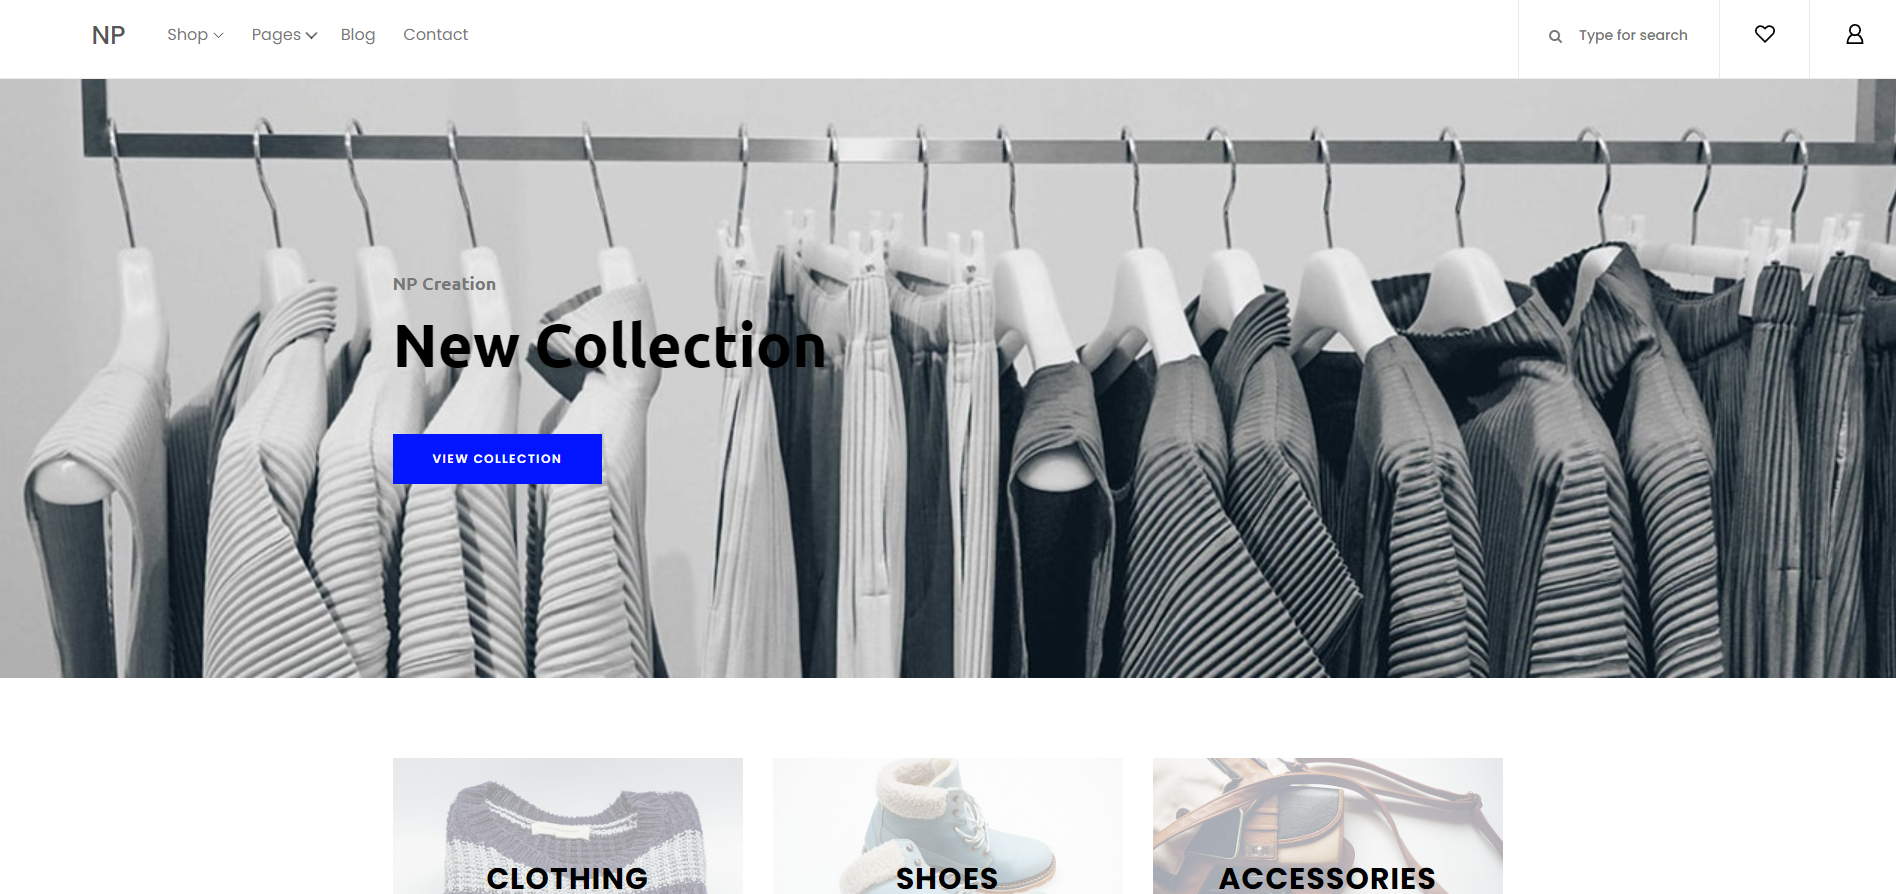 NP
Shop
Pages
Blog
Contact
Type for search
NP Creation
New Collection
VIEW COLLECTION
CLOTHING
SHOES
ACCESSORIES